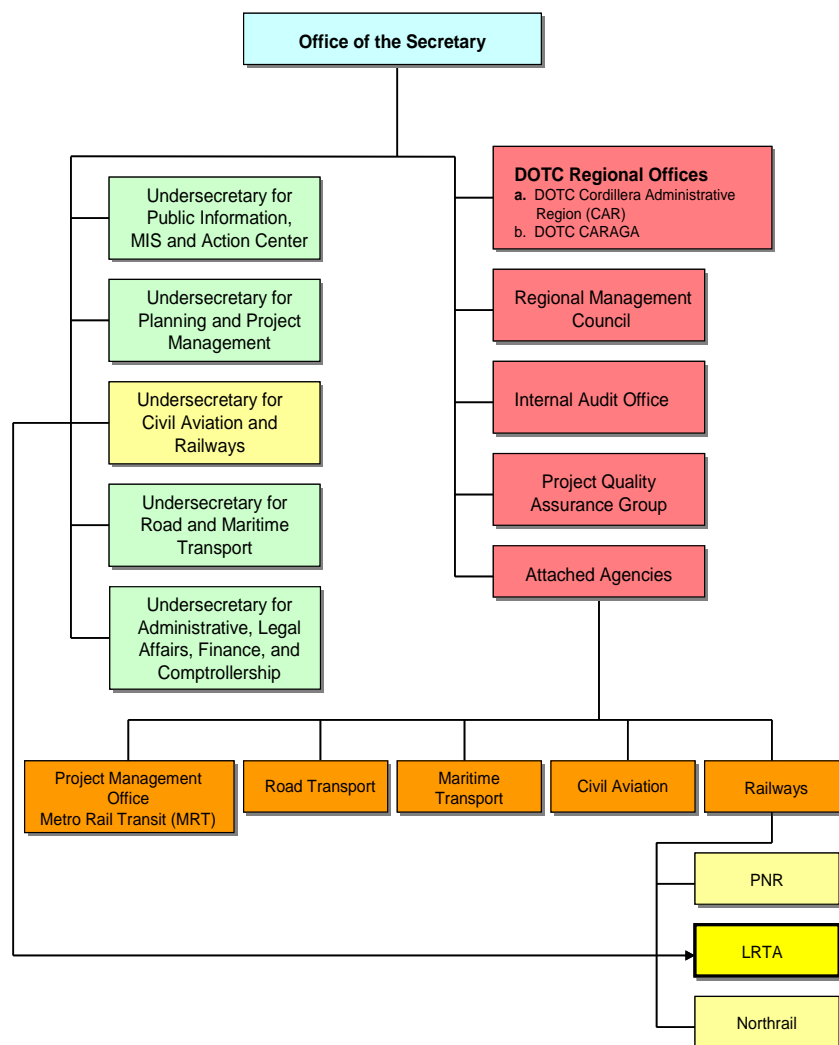 Office of the Secretary
Undersecretary for
Public Information,
MIS and Action Center
Undersecretary for
Planning and Project
Management
Undersecretary for
Civil Aviation and
Railways
Undersecretary for
Road and Maritime
Transport
Undersecretary for
Administrative, Legal
Affairs, Finance, and
Comptrollership
DOTC Regional Offices
a. DOTC Cordillera Administrative
Region (CAR)
b. DOTC CARAGA
Regional Management
Council
Internal Audit Office
Project Quality
Assurance Group
Attached Agencies
Project Management
Office
Metro Rail Transit (MRT)
Road Transport
Maritime
Transport
Civil Aviation
Railways
PNR
LRTA
Northrail